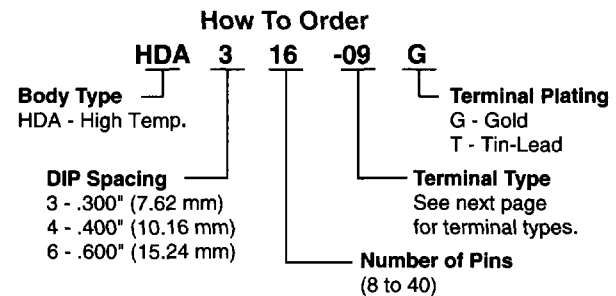 How To Order
HDA 3 16 -09 G
Body Type
HDA - High Temp.
Terminal Plating
G - Gold
T - Tin-Lead
DIP Spacing
3 - .300" (7.62 mm)
4 - .400" (10.16 mm)
6 - .600" (15.24 mm)
Terminal Type
See next page
for terminal types.
Number of Pins
(8 to 40)